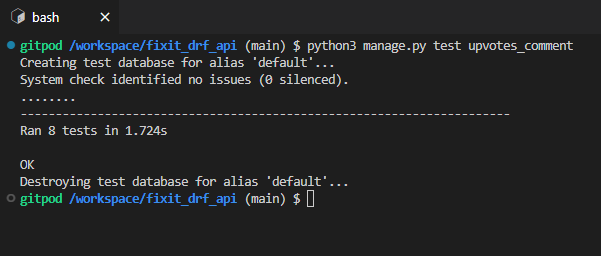 bash
gitpod /workspace/fixit_drf_api (main) $ python3 manage.py test upvotes_comment
Creating test database for alias 'default'...
System check identified no issues (0 silenced).
........
----------------------------------------------------------------------
Ran 8 tests in 1.724s
OK
Destroying test database for alias 'default'...
gitpod /workspace/fixit_drf_api (main) $